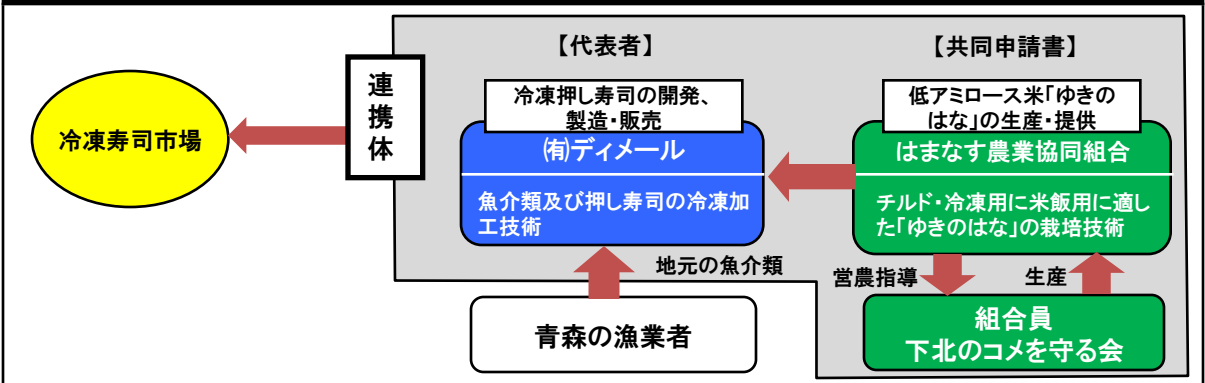 【代表者】
【共同申請書】
連
携
体
冷凍寿司市場
冷凍押し寿司の開発、
製造・販売
㈲ディメール
魚介類及び押し寿司の冷凍加
工技術
低アミロース米「ゆきの
はな」の生産・提供
はまなす農業協同組合
チルド・冷凍用に米飯用に適し
た「ゆきのはな」の栽培技術
地元の魚介類
営農指導
生産
青森の漁業者
組合員
下北のコメを守る会